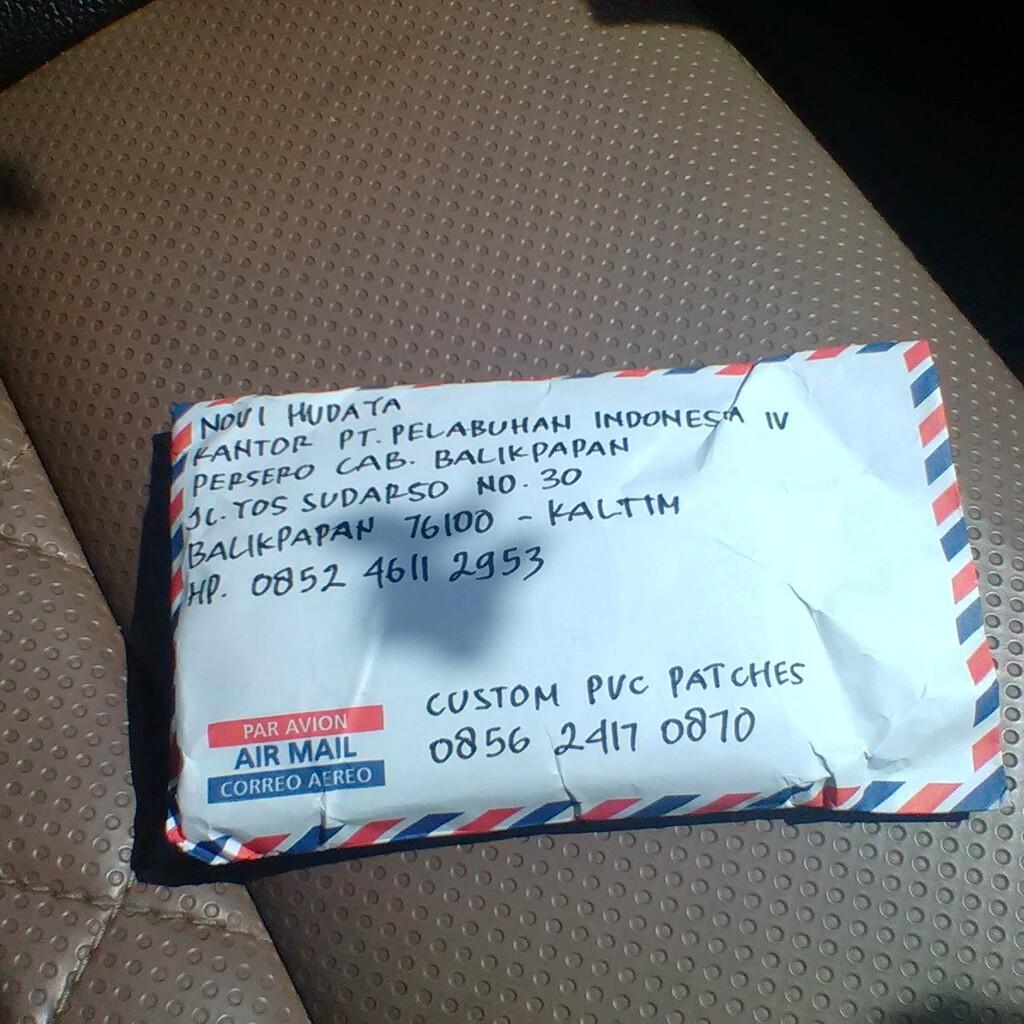 NOVI HUDATA
KANTOR PT. PELABUHAN INDONESIA IV
PERSERO CAB. BALIKPAPAN
JL. YOS SUDARSO NO. 30
BALIKPAPAN 76100 - KALTIM
HP. 0852 4611 2953
CUSTOM PVC PATCHES
0856 2417 0870
PAR AVION
AIR MAIL
CORREO AEREO